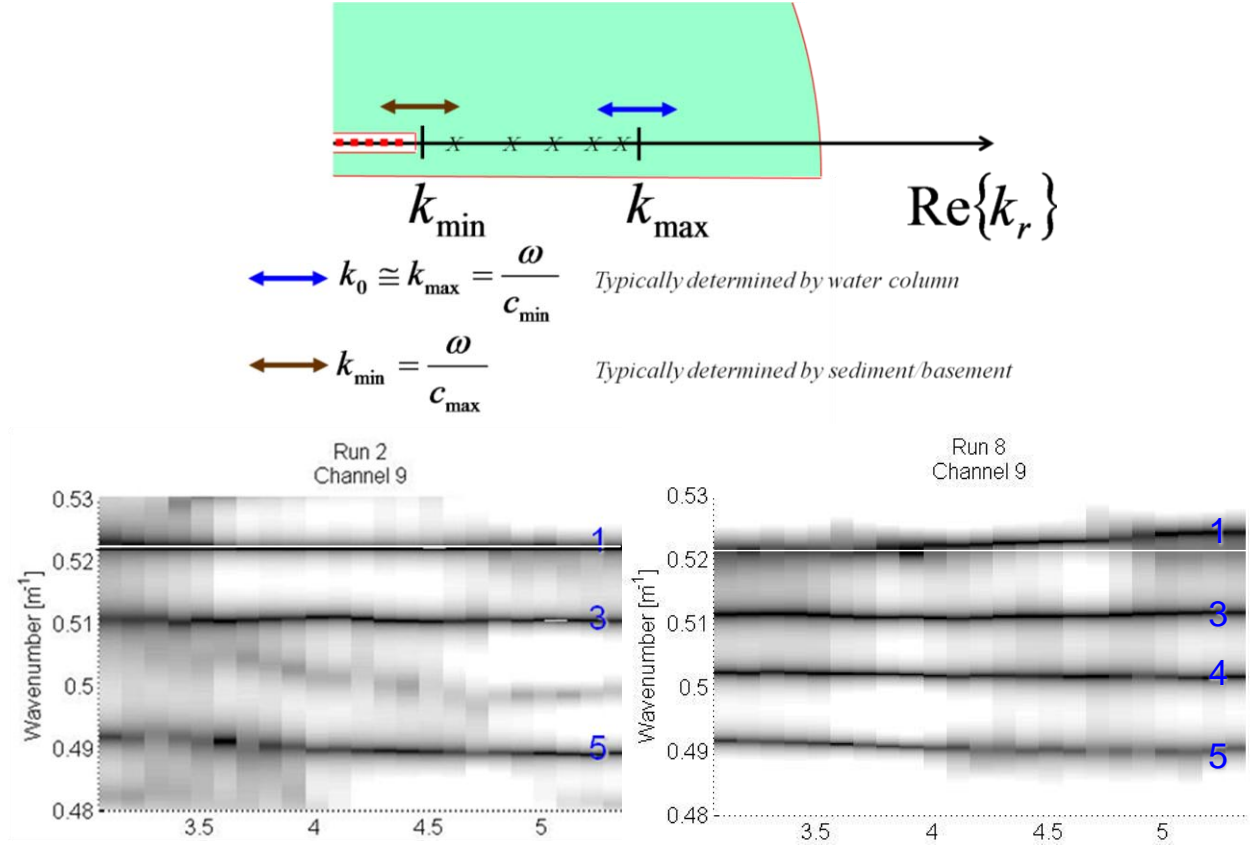 x x x x x
k_min k_max Re{k_r}
k_0 ≅ k_max = ω / c_min Typically determined by water column
k_min = ω / c_max Typically determined by sediment/basement
Run 2
Channel 9
Wavenumber [m⁻¹]
0.53
0.52
0.51
0.5
0.49
0.48
1
3
5
3.5 4 4.5 5
Run 8
Channel 9
Wavenumber [m⁻¹]
0.53
0.52
0.51
0.5
0.49
0.48
1
3
4
5
3.5 4 4.5 5